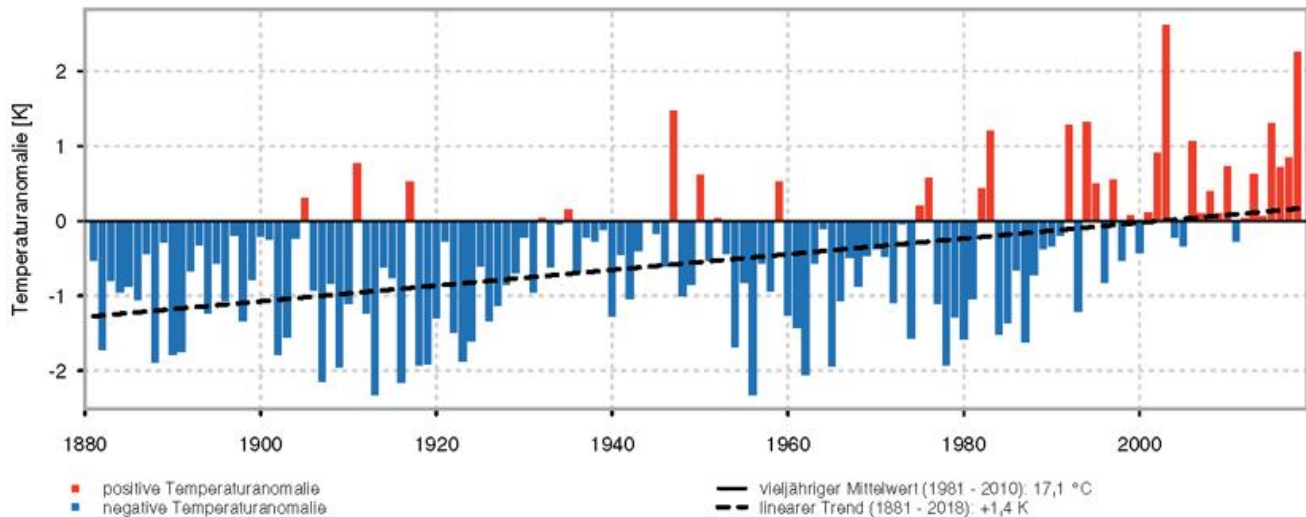 Temperaturanomalie [K]
2
1
0
-1
-2
1880 1900 1920 1940 1960 1980 2000
positive Temperaturanomalie
negative Temperaturanomalie
vieljähriger Mittelwert (1981 - 2010): 17,1 °C
linearer Trend (1881 - 2018): +1,4 K